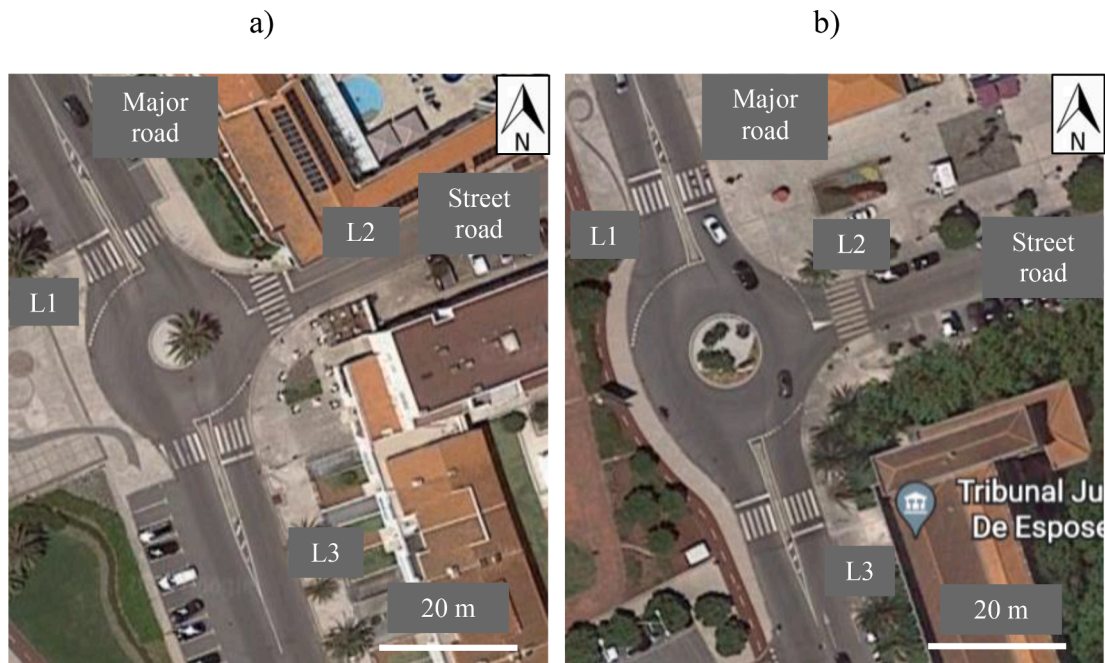 a)
b)
Major
road
N
L2
Street
road
L1
L3
20 m
Major
road
N
L1
L2
Street
road
Tribunal Ju
De Espose
L3
20 m